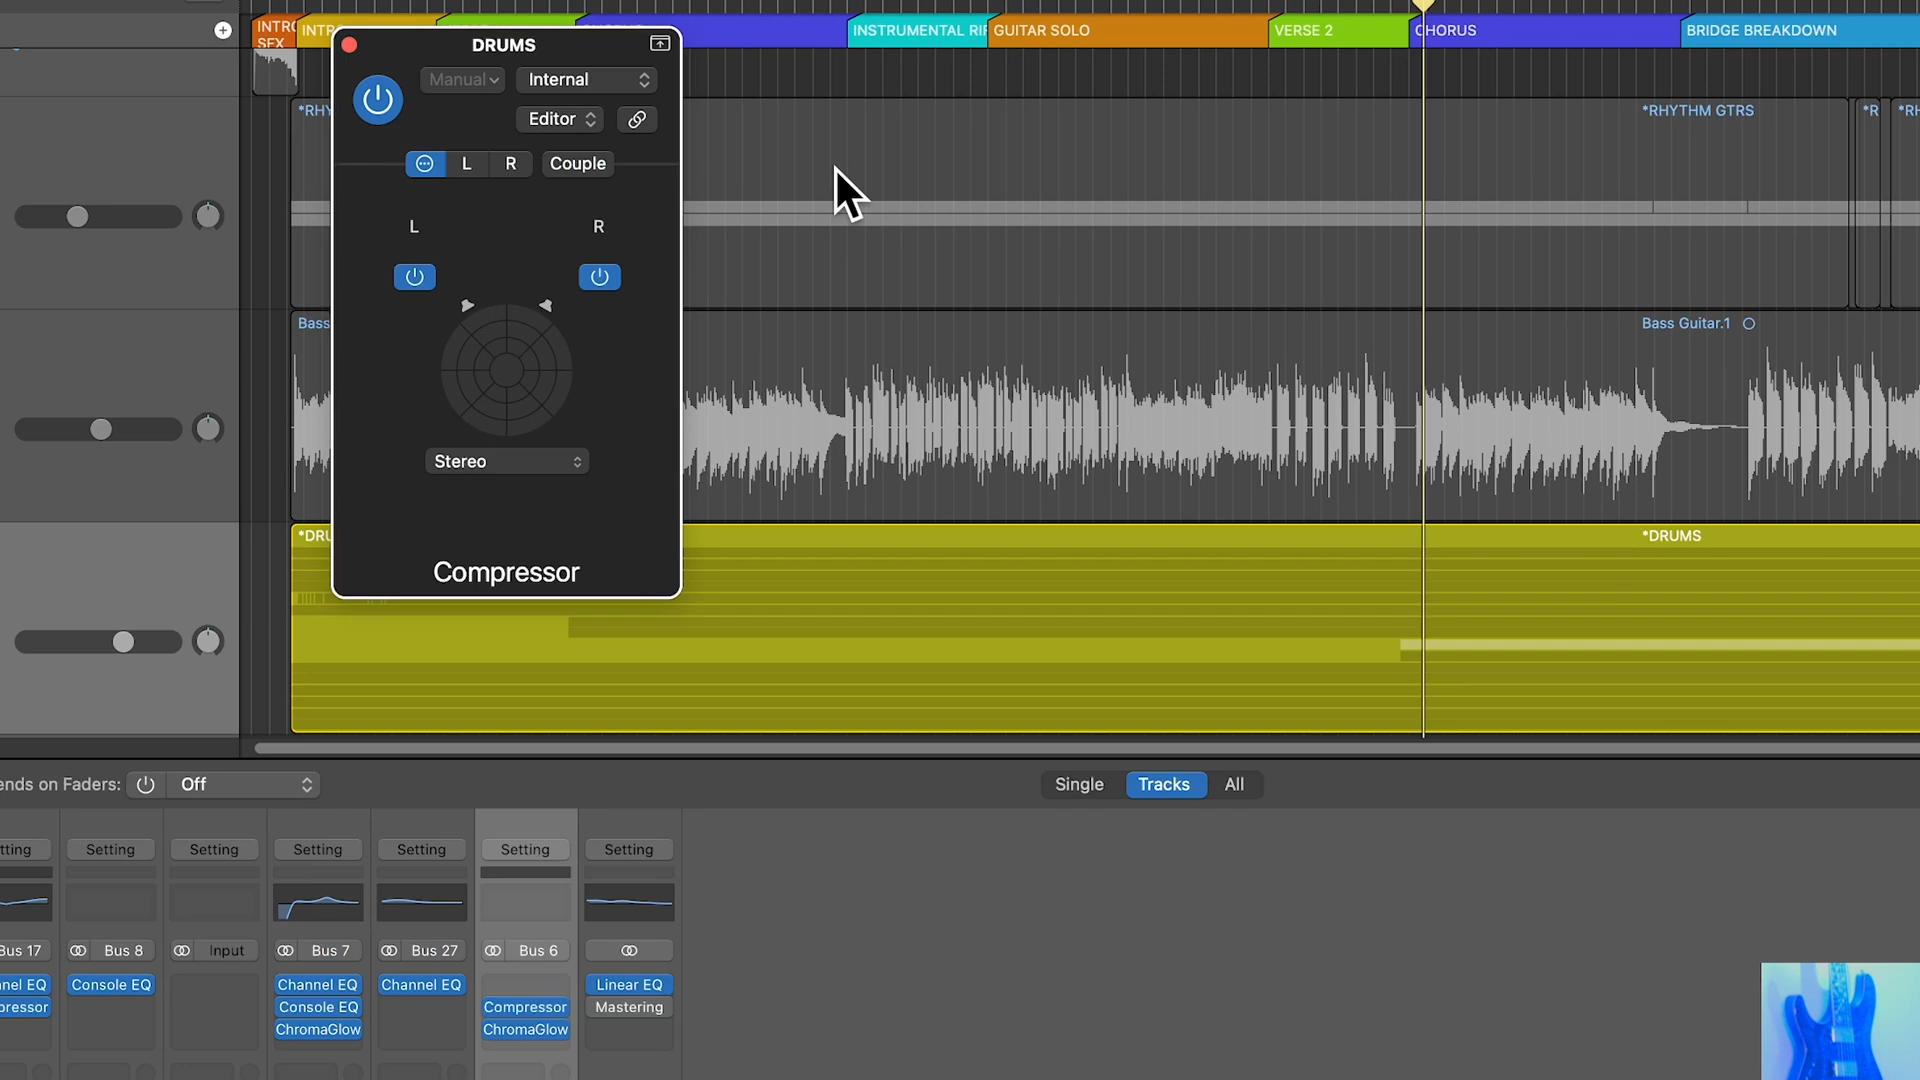 INTRO SFX
INTR
INSTRUMENTAL RIF
GUITAR SOLO
VERSE 2
CHORUS
BRIDGE BREAKDOWN
DRUMS
Manual
Internal
Editor
L
R
Couple
L
R
Stereo
Compressor
*RHY
*RHYTHM GTRS
*R
*RH
Bass
Bass Guitar.1
*DRU
*DRUMS
ends on Faders:
Off
Single
Tracks
All
tting
Setting
Setting
Setting
Setting
Setting
Setting
Bus 17
Bus 8
Input
Bus 7
Bus 27
Bus 6
nel EQ
Console EQ
Channel EQ
Channel EQ
Linear EQ
pressor
Console EQ
Compressor
Mastering
ChromaGlow
ChromaGlow